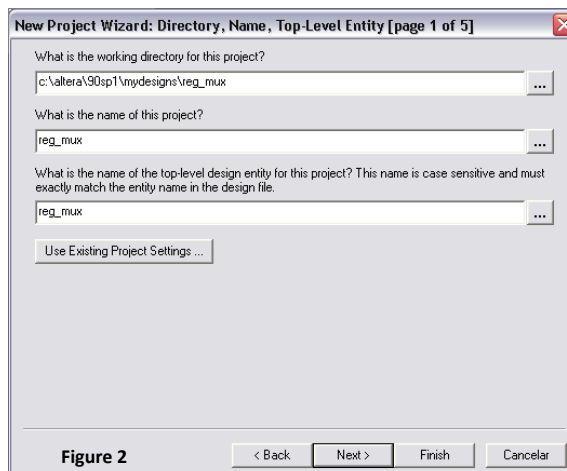 New Project Wizard: Directory, Name, Top-Level Entity [page 1 of 5]
What is the working directory for this project?
c:\altera\90sp1\mydesigns\reg_mux
...
What is the name of this project?
reg_mux
...
What is the name of the top-level design entity for this project? This name is case sensitive and must
exactly match the entity name in the design file.
reg_mux
...
Use Existing Project Settings ...
Figure 2
< Back
Next >
Finish
Cancelar